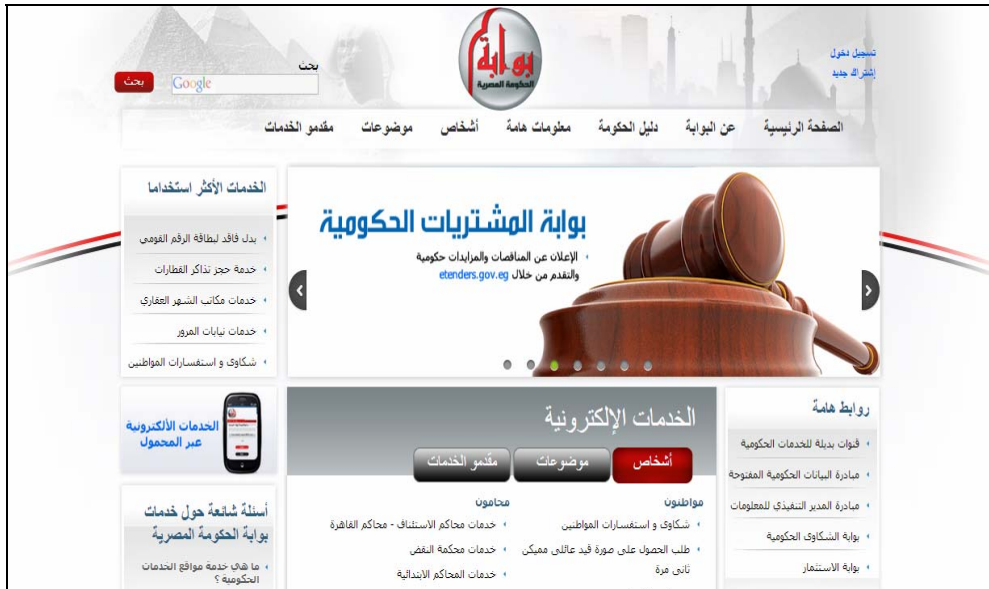 تسجيل دخول
إشتراك جديد
بوابة
الحكومة المصرية
بحث
Google
بحث
الصفحة الرئيسية
عن البوابة
دليل الحكومة
معلومات هامة
أشخاص
موضوعات
مقدمو الخدمات
بوابة المشتريات الحكومية
الإعلان عن المناقصات والمزايدات حكومية
والتقدم من خلال etenders.gov.eg
الخدمات الأكثر استخداما
بدل فاقد لبطاقة الرقم القومي
خدمة حجز تذاكر القطارات
خدمات مكاتب الشهر العقاري
خدمات نيابات المرور
شكاوى و استفسارات المواطنين
روابط هامة
قنوات بديلة للخدمات الحكومية
مبادرة البيانات الحكومية المفتوحة
مبادرة المدير التنفيذي للمعلومات
بوابة الشكاوى الحكومية
بوابة الاستثمار
الخدمات الإلكترونية
أشخاص
موضوعات
مقدمو الخدمات
مواطنون
شكاوى و استفسارات المواطنين
طلب الحصول على صورة قيد عائلى مميكن
ثانى مرة
محامون
خدمات محاكم الاستئناف - محاكم القاهرة
خدمات محكمة النقض
خدمات المحاكم الابتدائية
الخدمات الألكترونية
عبر المحمول
أسئلة شائعة حول خدمات
بوابة الحكومة المصرية
ما هي خدمة مواقع الخدمات
الحكومية ؟